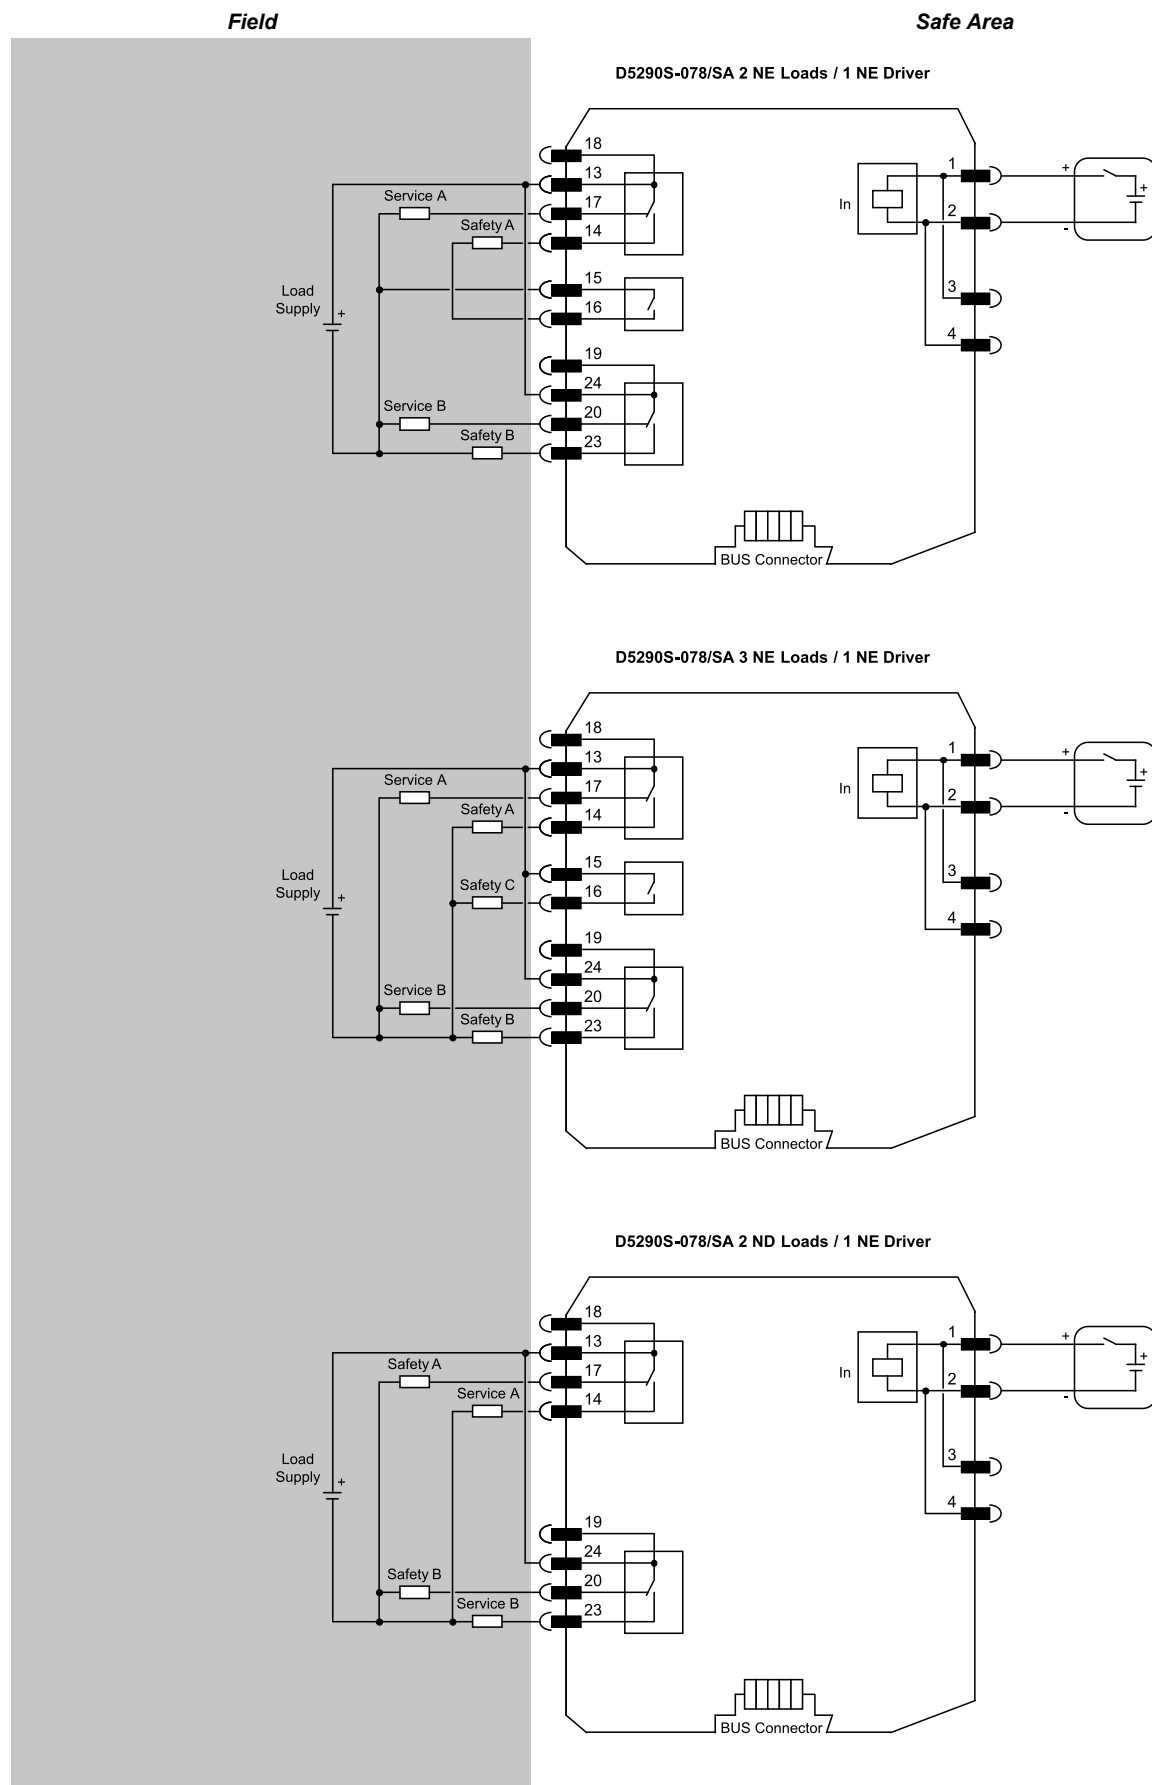 Field
Safe Area
D5290S-078/SA 2 NE Loads / 1 NE Driver
18
13
Service A
17
Safety A
14
15
Load
Supply
+
16
19
24
Service B
20
Safety B
23
In
1
+
+
2
-
3
4
BUS Connector
D5290S-078/SA 3 NE Loads / 1 NE Driver
18
13
Service A
17
Safety A
14
15
Load
Supply
+
Safety C
16
19
24
Service B
20
Safety B
23
In
1
+
+
2
-
3
4
BUS Connector
D5290S-078/SA 2 ND Loads / 1 NE Driver
18
13
Safety A
17
Service A
14
Load
Supply
+
19
24
Safety B
20
Service B
23
In
1
+
+
2
-
3
4
BUS Connector